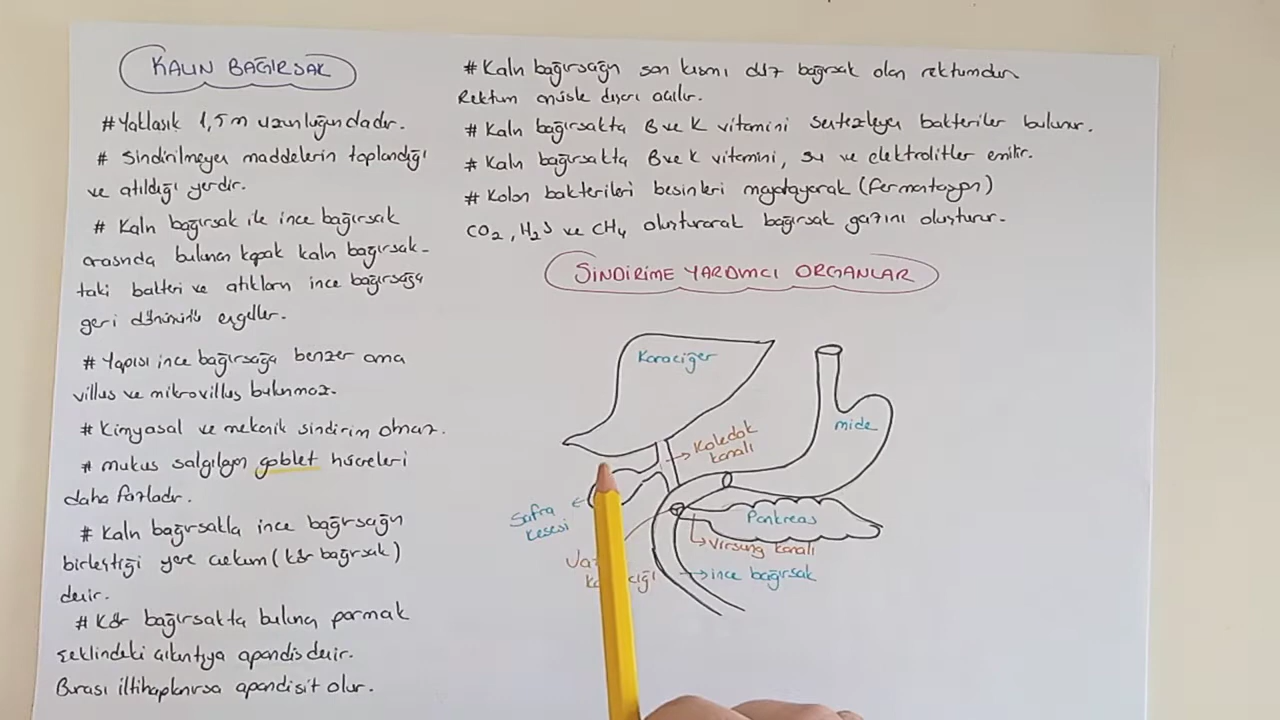 KALIN BAĞIRSAK
# Yaklaşık 1,5 m uzunluğundadır.
# Sindirilmeyen maddelerin toplandığı
ve atıldığı yerdir.
# Kalın bağırsak ile ince bağırsak
arasında bulunan kapak kalın bağırsak-
taki bakteri ve atıkların ince bağırsağa
geri dönüşünü engeller.
# Yapısı ince bağırsağa benzer ama
villus ve mikrovillus bulunmaz.
# Kimyasal ve mekanik sindirim olmaz.
# mukus salgılayan goblet hücreleri
daha fazladır.
# Kalın bağırsakla ince bağırsağın
birleştiği yere çekum (kör bağırsak)
denir.
# Kör bağırsakta bulunan parmak
şeklindeki çıkıntıya apandis denir.
Burası iltihaplanırsa apandisit olur.
# Kalın bağırsağın son kısmı düz bağırsak olan rektumdur.
Rektum anüsle dışarı açılır.
# Kalın bağırsakta B ve K vitamini sentezleyen bakteriler bulunur.
# Kalın bağırsakta B ve K vitamini, su ve elektrolitler emilir.
# Kolon bakterileri besinleri mayalayarak (fermantasyon)
CO2, H2S ve CH4 oluşturarak bağırsak gazını oluşturur.
SİNDİRİME YARDIMCI ORGANLAR
Karaciğer
mide
Koledok
kanalı
Safra
kesesi
Pankreas
virsung kanalı
ince bağırsak